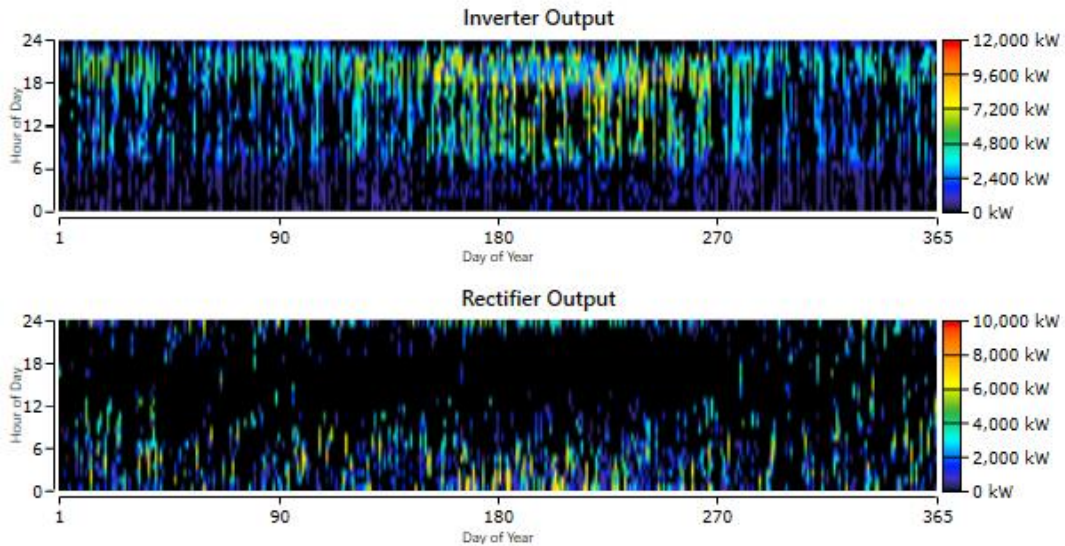 Inverter Output
24
18
12
6
0
Hour of Day
1
90
180
270
365
Day of Year
12,000 kW
9,600 kW
7,200 kW
4,800 kW
2,400 kW
0 kW
Rectifier Output
24
18
12
6
0
Hour of Day
1
90
180
270
365
Day of Year
10,000 kW
8,000 kW
6,000 kW
4,000 kW
2,000 kW
0 kW